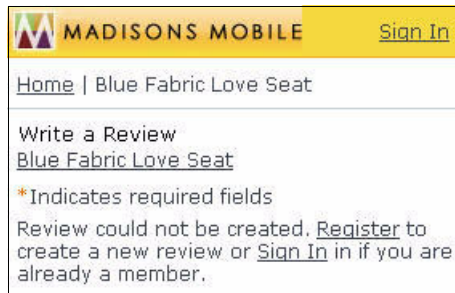 MADISONS MOBILE Sign In
Home | Blue Fabric Love Seat
Write a Review
Blue Fabric Love Seat
*Indicates required fields
Review could not be created. Register to
create a new review or Sign In in if you are
already a member.